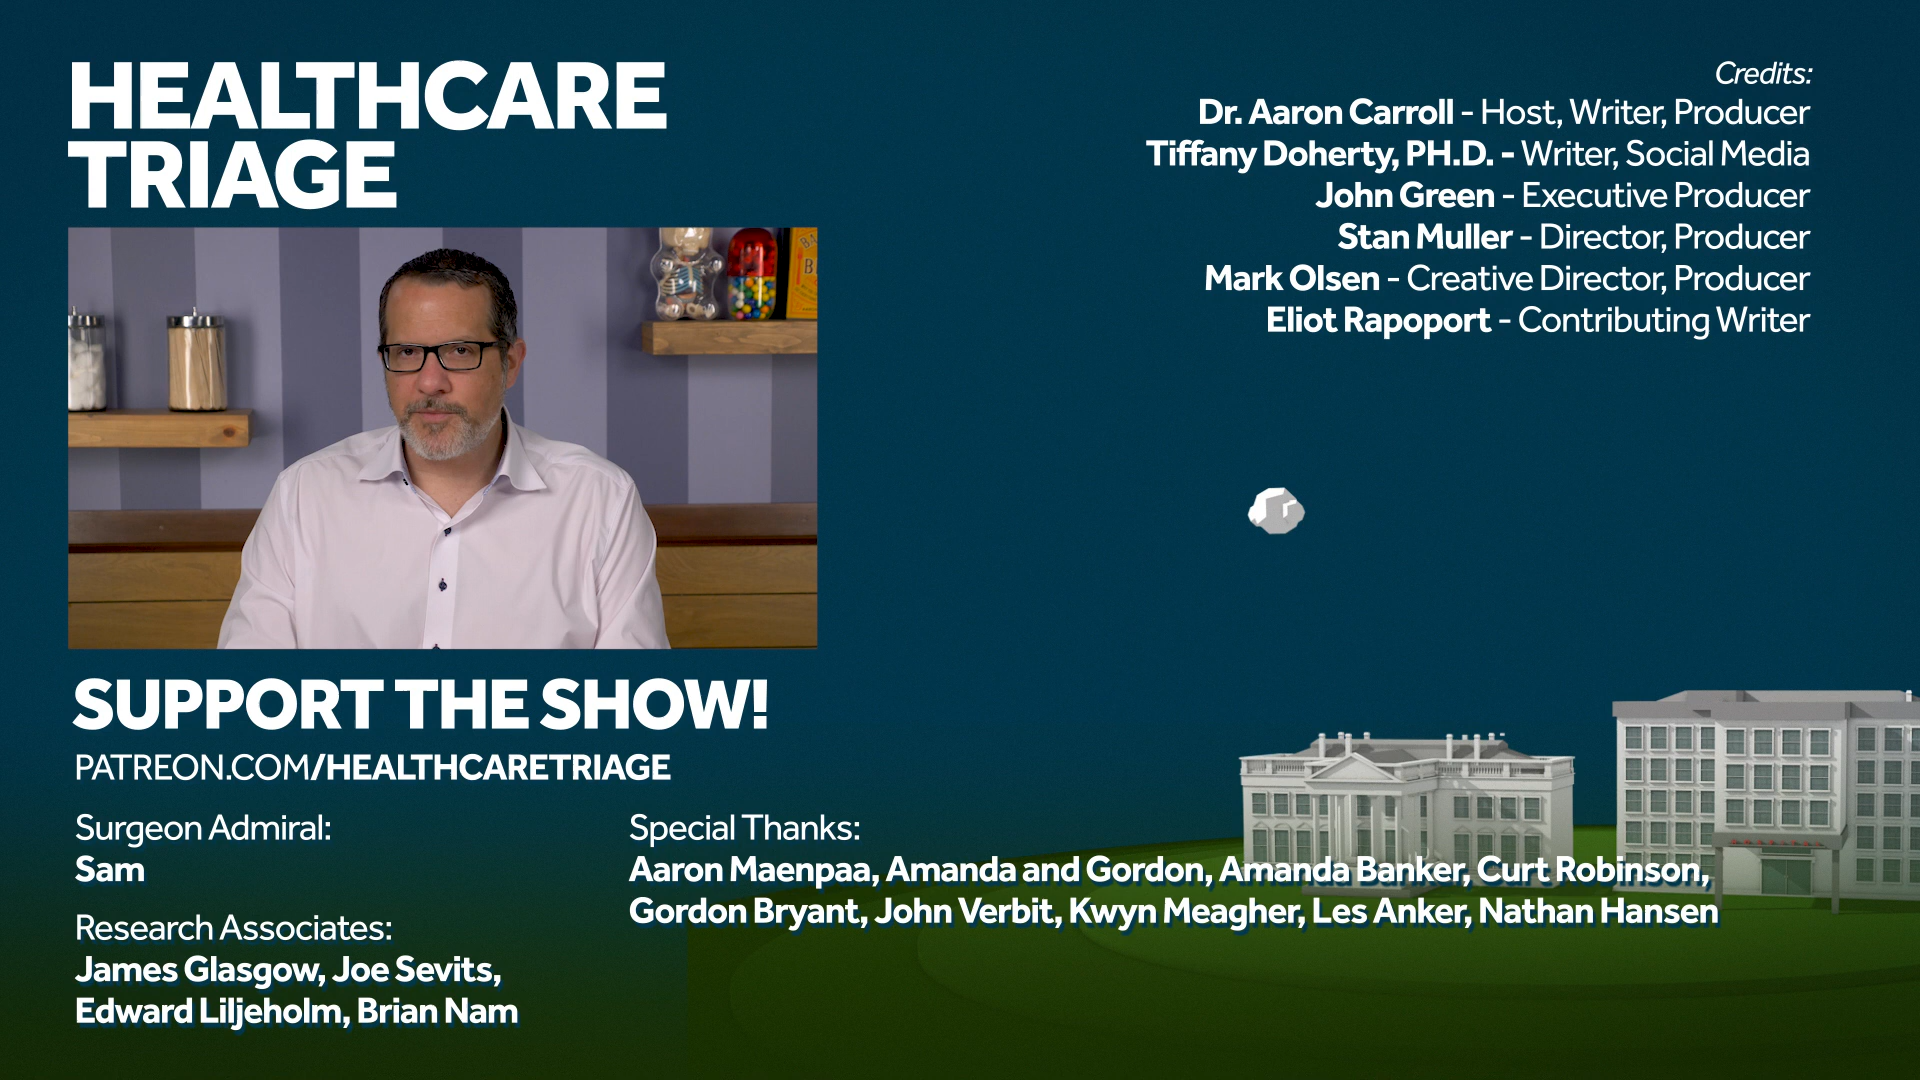 HEALTHCARE
TRIAGE
Credits:
Dr. Aaron Carroll - Host, Writer, Producer
Tiffany Doherty, PH.D. - Writer, Social Media
John Green - Executive Producer
Stan Muller - Director, Producer
Mark Olsen - Creative Director, Producer
Eliot Rapoport - Contributing Writer
SUPPORT THE SHOW!
PATREON.COM/HEALTHCARETRIAGE
Surgeon Admiral:
Sam
Research Associates:
James Glasgow, Joe Sevits,
Edward Liljeholm, Brian Nam
Special Thanks:
Aaron Maenpaa, Amanda and Gordon, Amanda Banker, Curt Robinson,
Gordon Bryant, John Verbit, Kwyn Meagher, Les Anker, Nathan Hansen